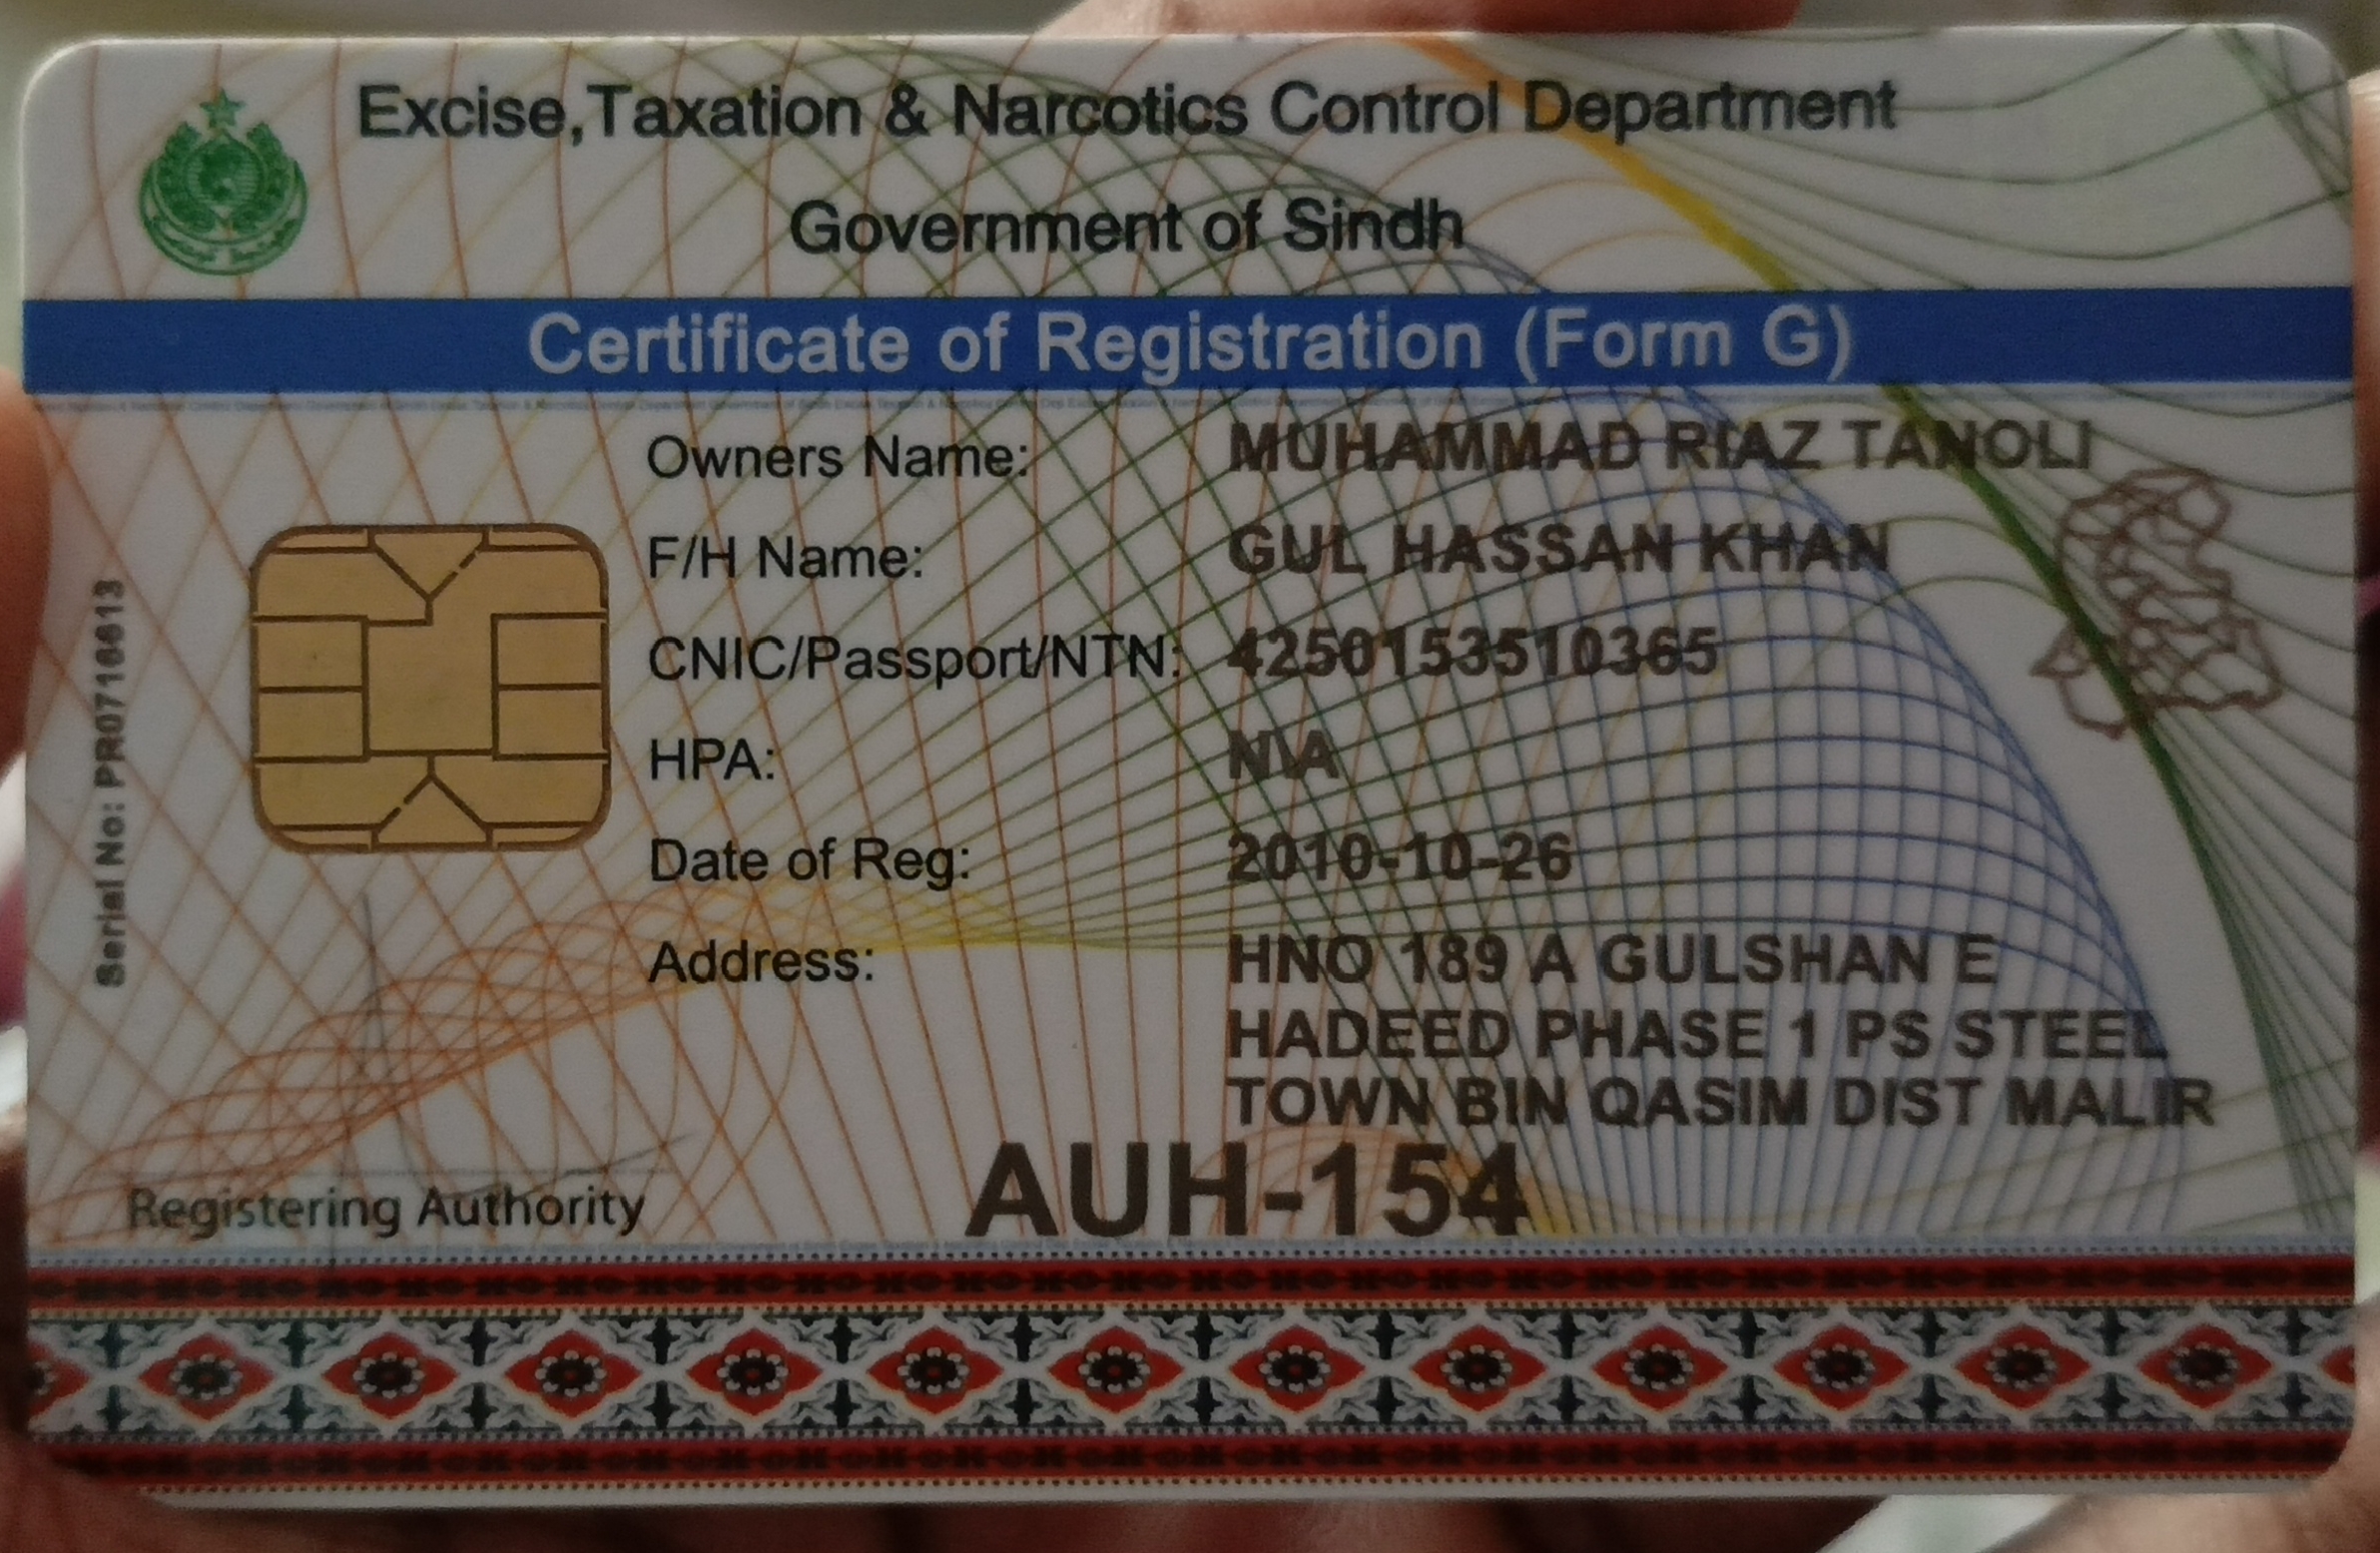 Excise,Taxation & Narcotics Control Department
Government of Sindh
Certificate of Registration (Form G)
Owners Name: MUHAMMAD RIAZ TANOLI
F/H Name: GUL HASSAN KHAN
CNIC/Passport/NTN: 4250153510365
HPA: N\A
Date of Reg: 2010-10-26
Address: HNO 189 A GULSHAN E
HADEED PHASE 1 PS STEEL
TOWN BIN QASIM DIST MALIR
Serial No: PR0716613
Registering Authority
AUH-154